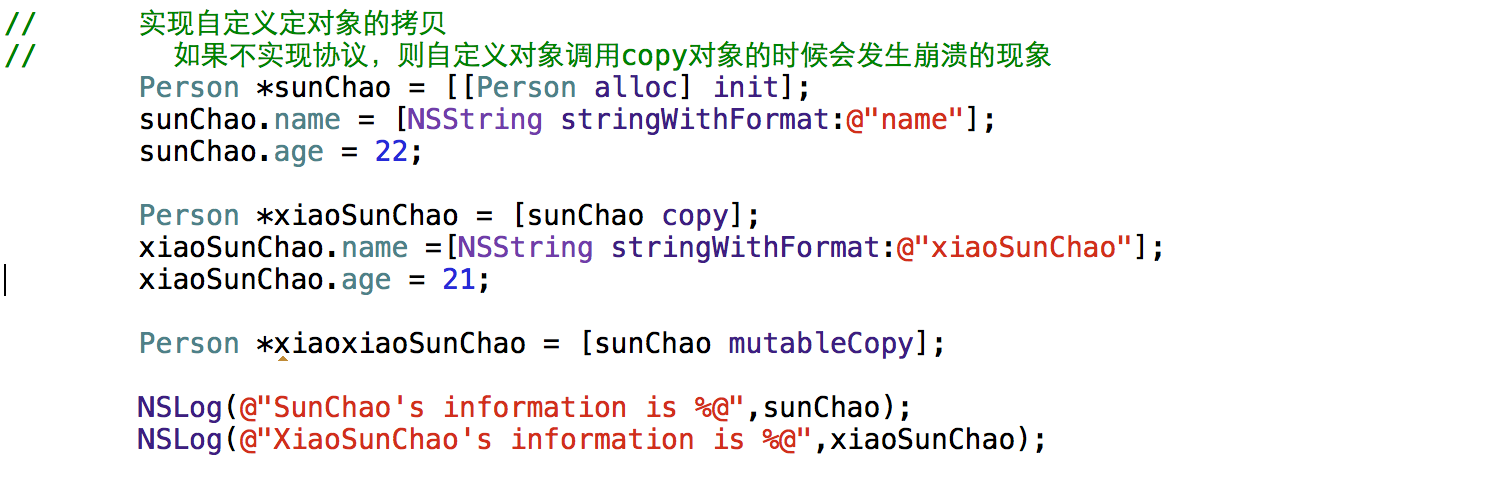 //      实现自定义定对象的拷贝
//        如果不实现协议，则自定义对象调用copy对象的时候会发生崩溃的现象
        Person *sunChao = [[Person alloc] init];
        sunChao.name = [NSString stringWithFormat:@"name"];
        sunChao.age = 22;

        Person *xiaoSunChao = [sunChao copy];
        xiaoSunChao.name =[NSString stringWithFormat:@"xiaoSunChao"];
        xiaoSunChao.age = 21;

        Person *xiaoxiaoSunChao = [sunChao mutableCopy];

        NSLog(@"SunChao's information is %@",sunChao);
        NSLog(@"XiaoSunChao's information is %@",xiaoSunChao);